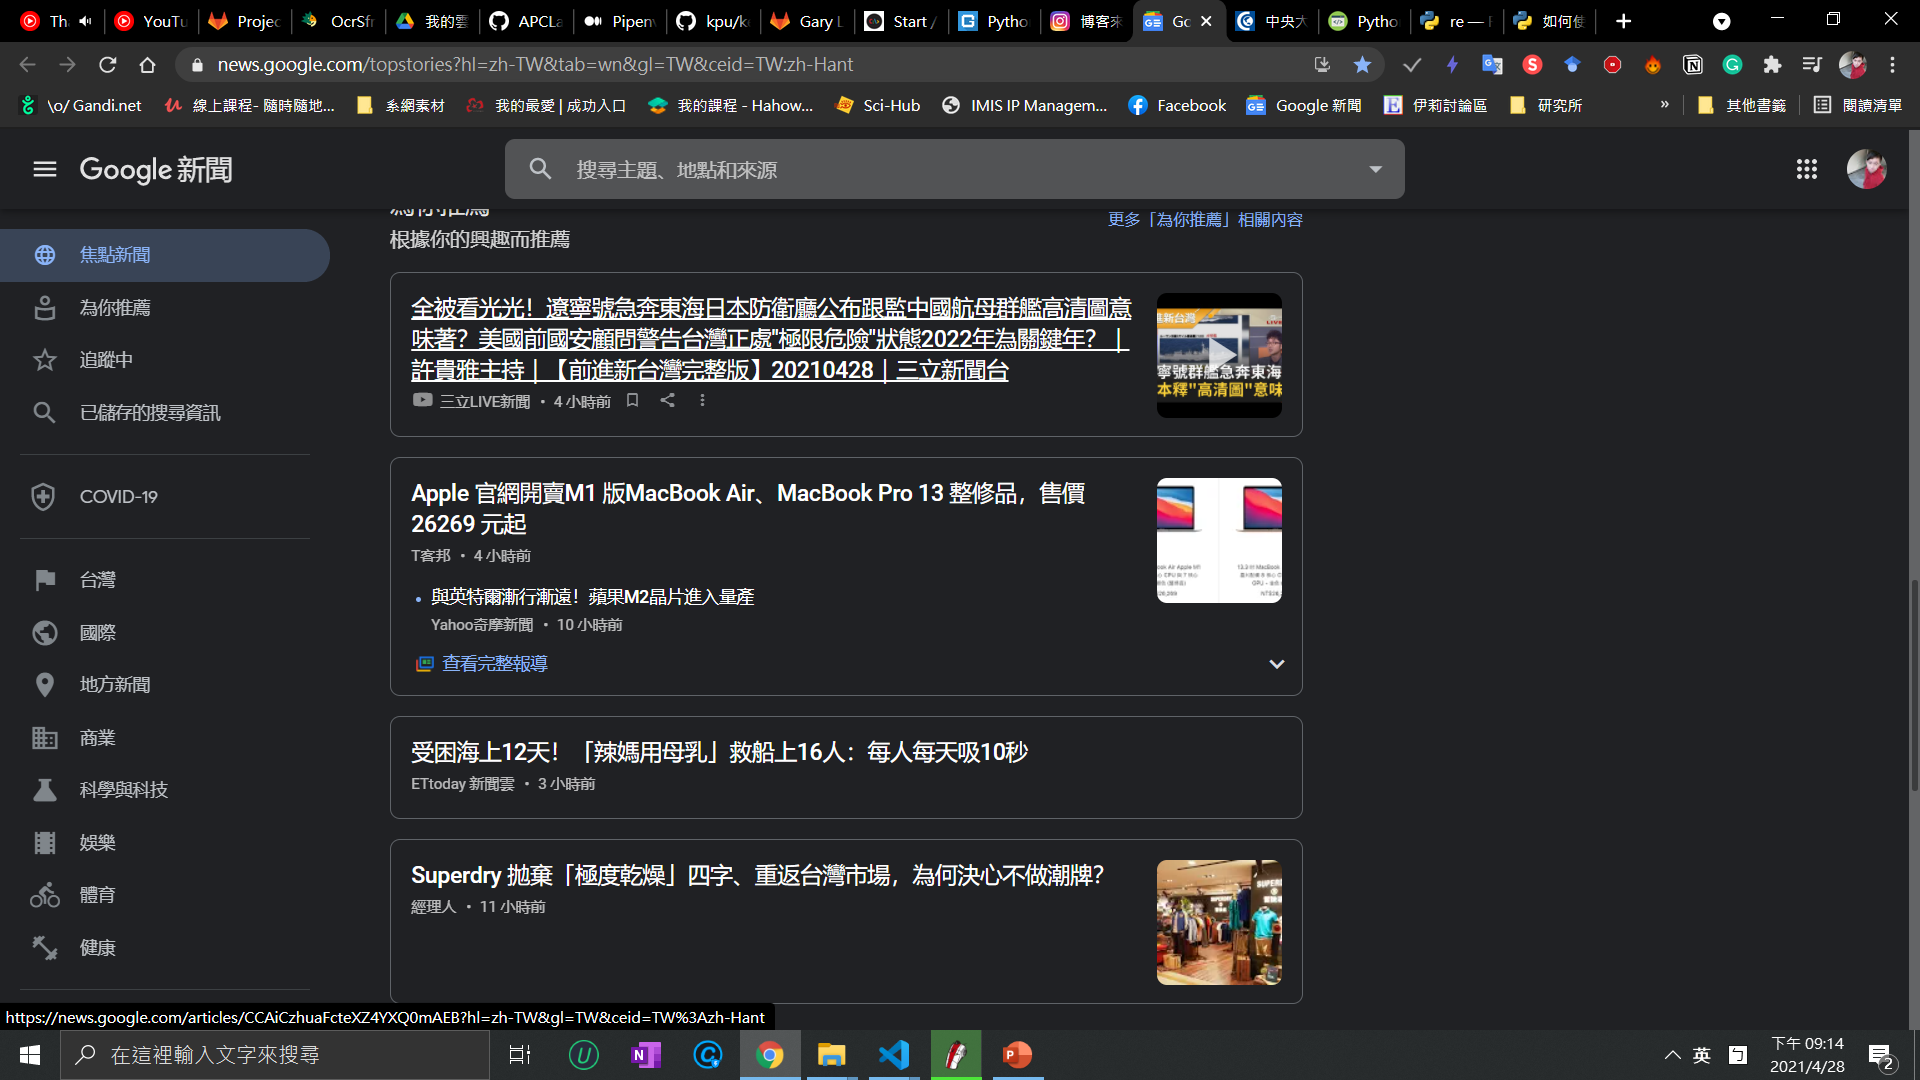 Th
YouTu
Projec
OcrSfr
我的雲
APCLa
Pipenv
kpu/ke
Gary L
Start /
Pytho
博客來
Go
中央大
Pytho
re —
如何使
news.google.com/topstories?hl=zh-TW&tab=wn&gl=TW&ceid=TW:zh-Hant
\o/ Gandi.net
線上課程- 隨時隨地...
系網素材
我的最愛 | 成功入口
我的課程 - Hahow...
Sci-Hub
IMIS IP Managem...
Facebook
Google 新聞
伊莉討論區
研究所
»
其他書籤
閱讀清單
Google 新聞
搜尋主題、地點和來源
焦點新聞
為你推薦
追蹤中
已儲存的搜尋資訊
COVID-19
台灣
國際
地方新聞
商業
科學與科技
娛樂
體育
健康
為你推薦
更多「為你推薦」相關內容
根據你的興趣而推薦
全被看光光！遼寧號急奔東海日本防衛廳公布跟監中國航母群艦高清圖意
味著？美國前國安顧問警告台灣正處"極限危險"狀態2022年為關鍵年？｜
許貴雅主持｜【前進新台灣完整版】20210428｜三立新聞台
三立LIVE新聞 • 4 小時前
進新台灣
LIVE
寧號群艦急奔東海
本釋"高清圖"意味
Apple 官網開賣M1 版MacBook Air、MacBook Pro 13 整修品，售價
26269 元起
T客邦 • 4 小時前
• 與英特爾漸行漸遠！蘋果M2晶片進入量產
Yahoo奇摩新聞 • 10 小時前
查看完整報導
受困海上12天！「辣媽用母乳」救船上16人：每人每天吸10秒
ETtoday 新聞雲 • 3 小時前
Superdry 拋棄「極度乾燥」四字、重返台灣市場，為何決心不做潮牌？
經理人 • 11 小時前
https://news.google.com/articles/CCAiCzhuaFcteXZ4YXQ0mAEB?hl=zh-TW&gl=TW&ceid=TW%3Azh-Hant
在這裡輸入文字來搜尋
英
下午 09:14
2021/4/28
2